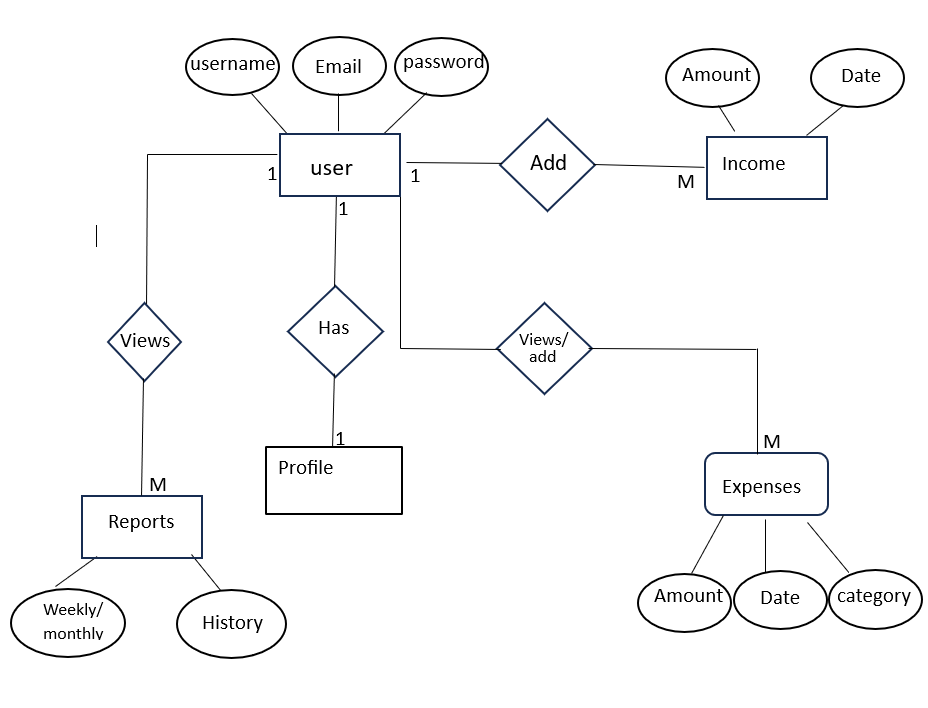 username
Email
password
Amount
Date
user
Add
Income
1
1
M
1
Views
Has
Views/
add
1
M
M
Profile
Reports
Expenses
Weekly/
monthly
History
Amount
Date
category